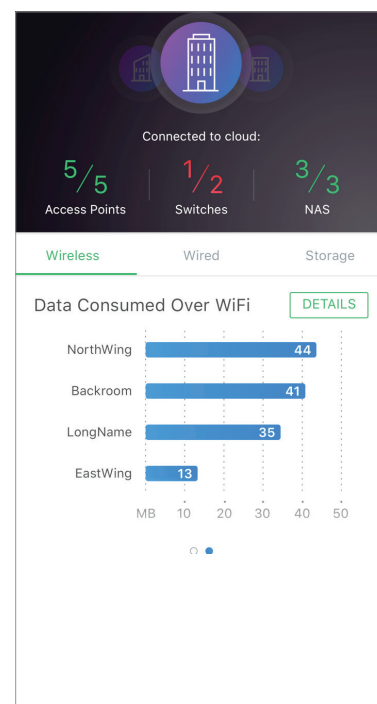 Connected to cloud:
5/5 1/2 3/3
Access Points Switches NAS
Wireless Wired Storage
Data Consumed Over WiFi DETAILS
NorthWing 44
Backroom 41
LongName 35
EastWing 13
MB 10 20 30 40 50